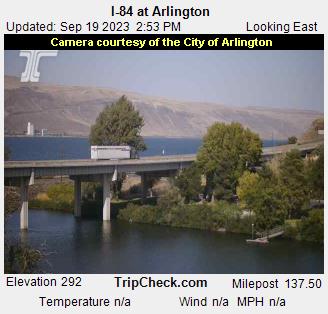 I-84 at Arlington
Updated: Sep 19 2023 2:53 PM Looking East
Camera courtesy of the City of Arlington
Elevation 292 TripCheck.com Milepost 137.50
Temperature n/a Wind n/a MPH n/a